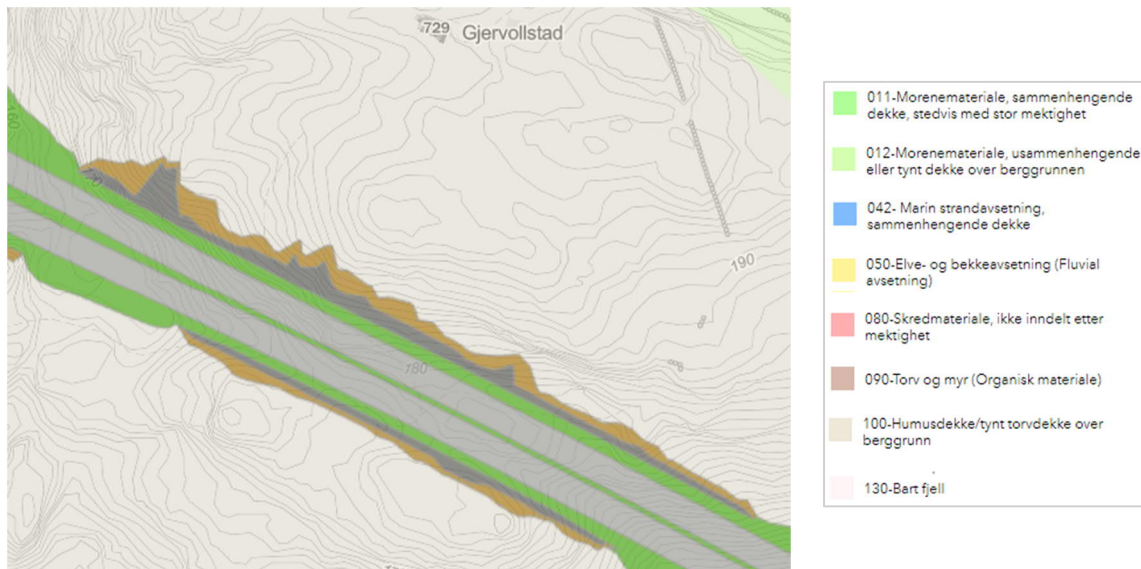 729 Gjervollstad
160
170
190
180
011-Morenemateriale, sammenhengende
dekke, stedvis med stor mektighet
012-Morenemateriale, usammenhengende
eller tynt dekke over berggrunnen
042- Marin strandavsetning,
sammenhengende dekke
050-Elve- og bekkeavsetning (Fluvial
avsetning)
080-Skredmateriale, ikke inndelt etter
mektighet
090-Torv og myr (Organisk materiale)
100-Humusdekke/tynt torvdekke over
berggrunn
130-Bart fjell